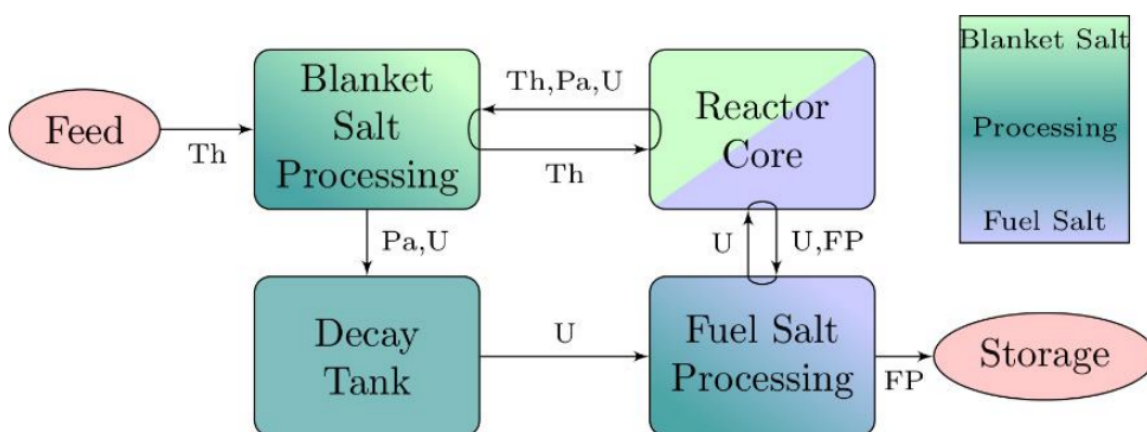 Feed
Th
Blanket
Salt
Processing
Th,Pa,U
Th
Reactor
Core
Blanket Salt
Processing
Fuel Salt
Pa,U
U
U,FP
Decay
Tank
U
Fuel Salt
Processing
FP
Storage